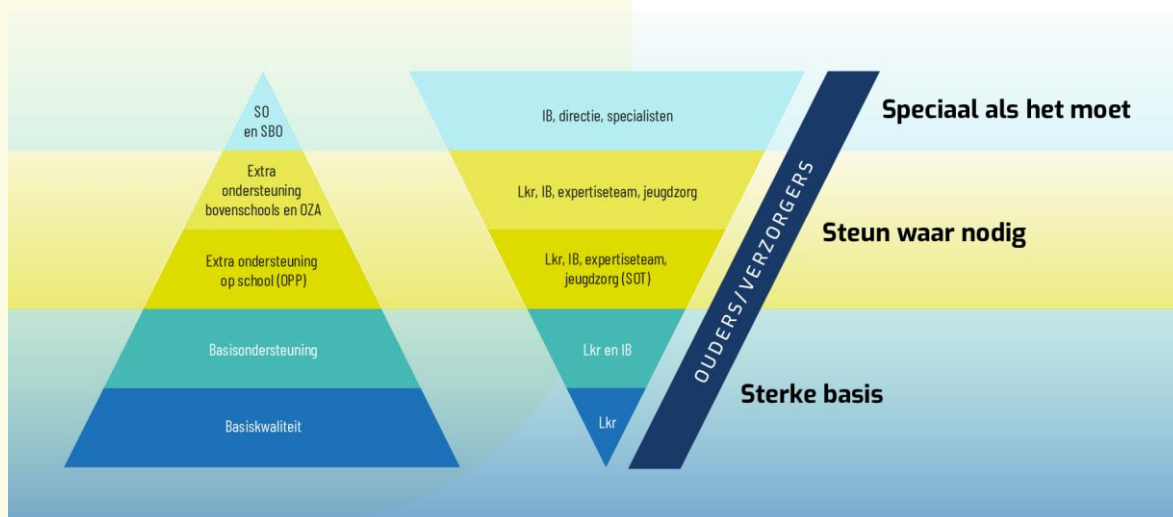 SO
en SBO
Extra
ondersteuning
bovenschools en OZA
Extra ondersteuning
op school (OPP)
Basisondersteuning
Basiskwaliteit
IB, directie, specialisten
Lkr, IB, expertiseteam, jeugdzorg
Lkr, IB, expertiseteam,
jeugdzorg (SOT)
Lkr en IB
Lkr
OUDERS/VERZORGERS
Speciaal als het moet
Steun waar nodig
Sterke basis